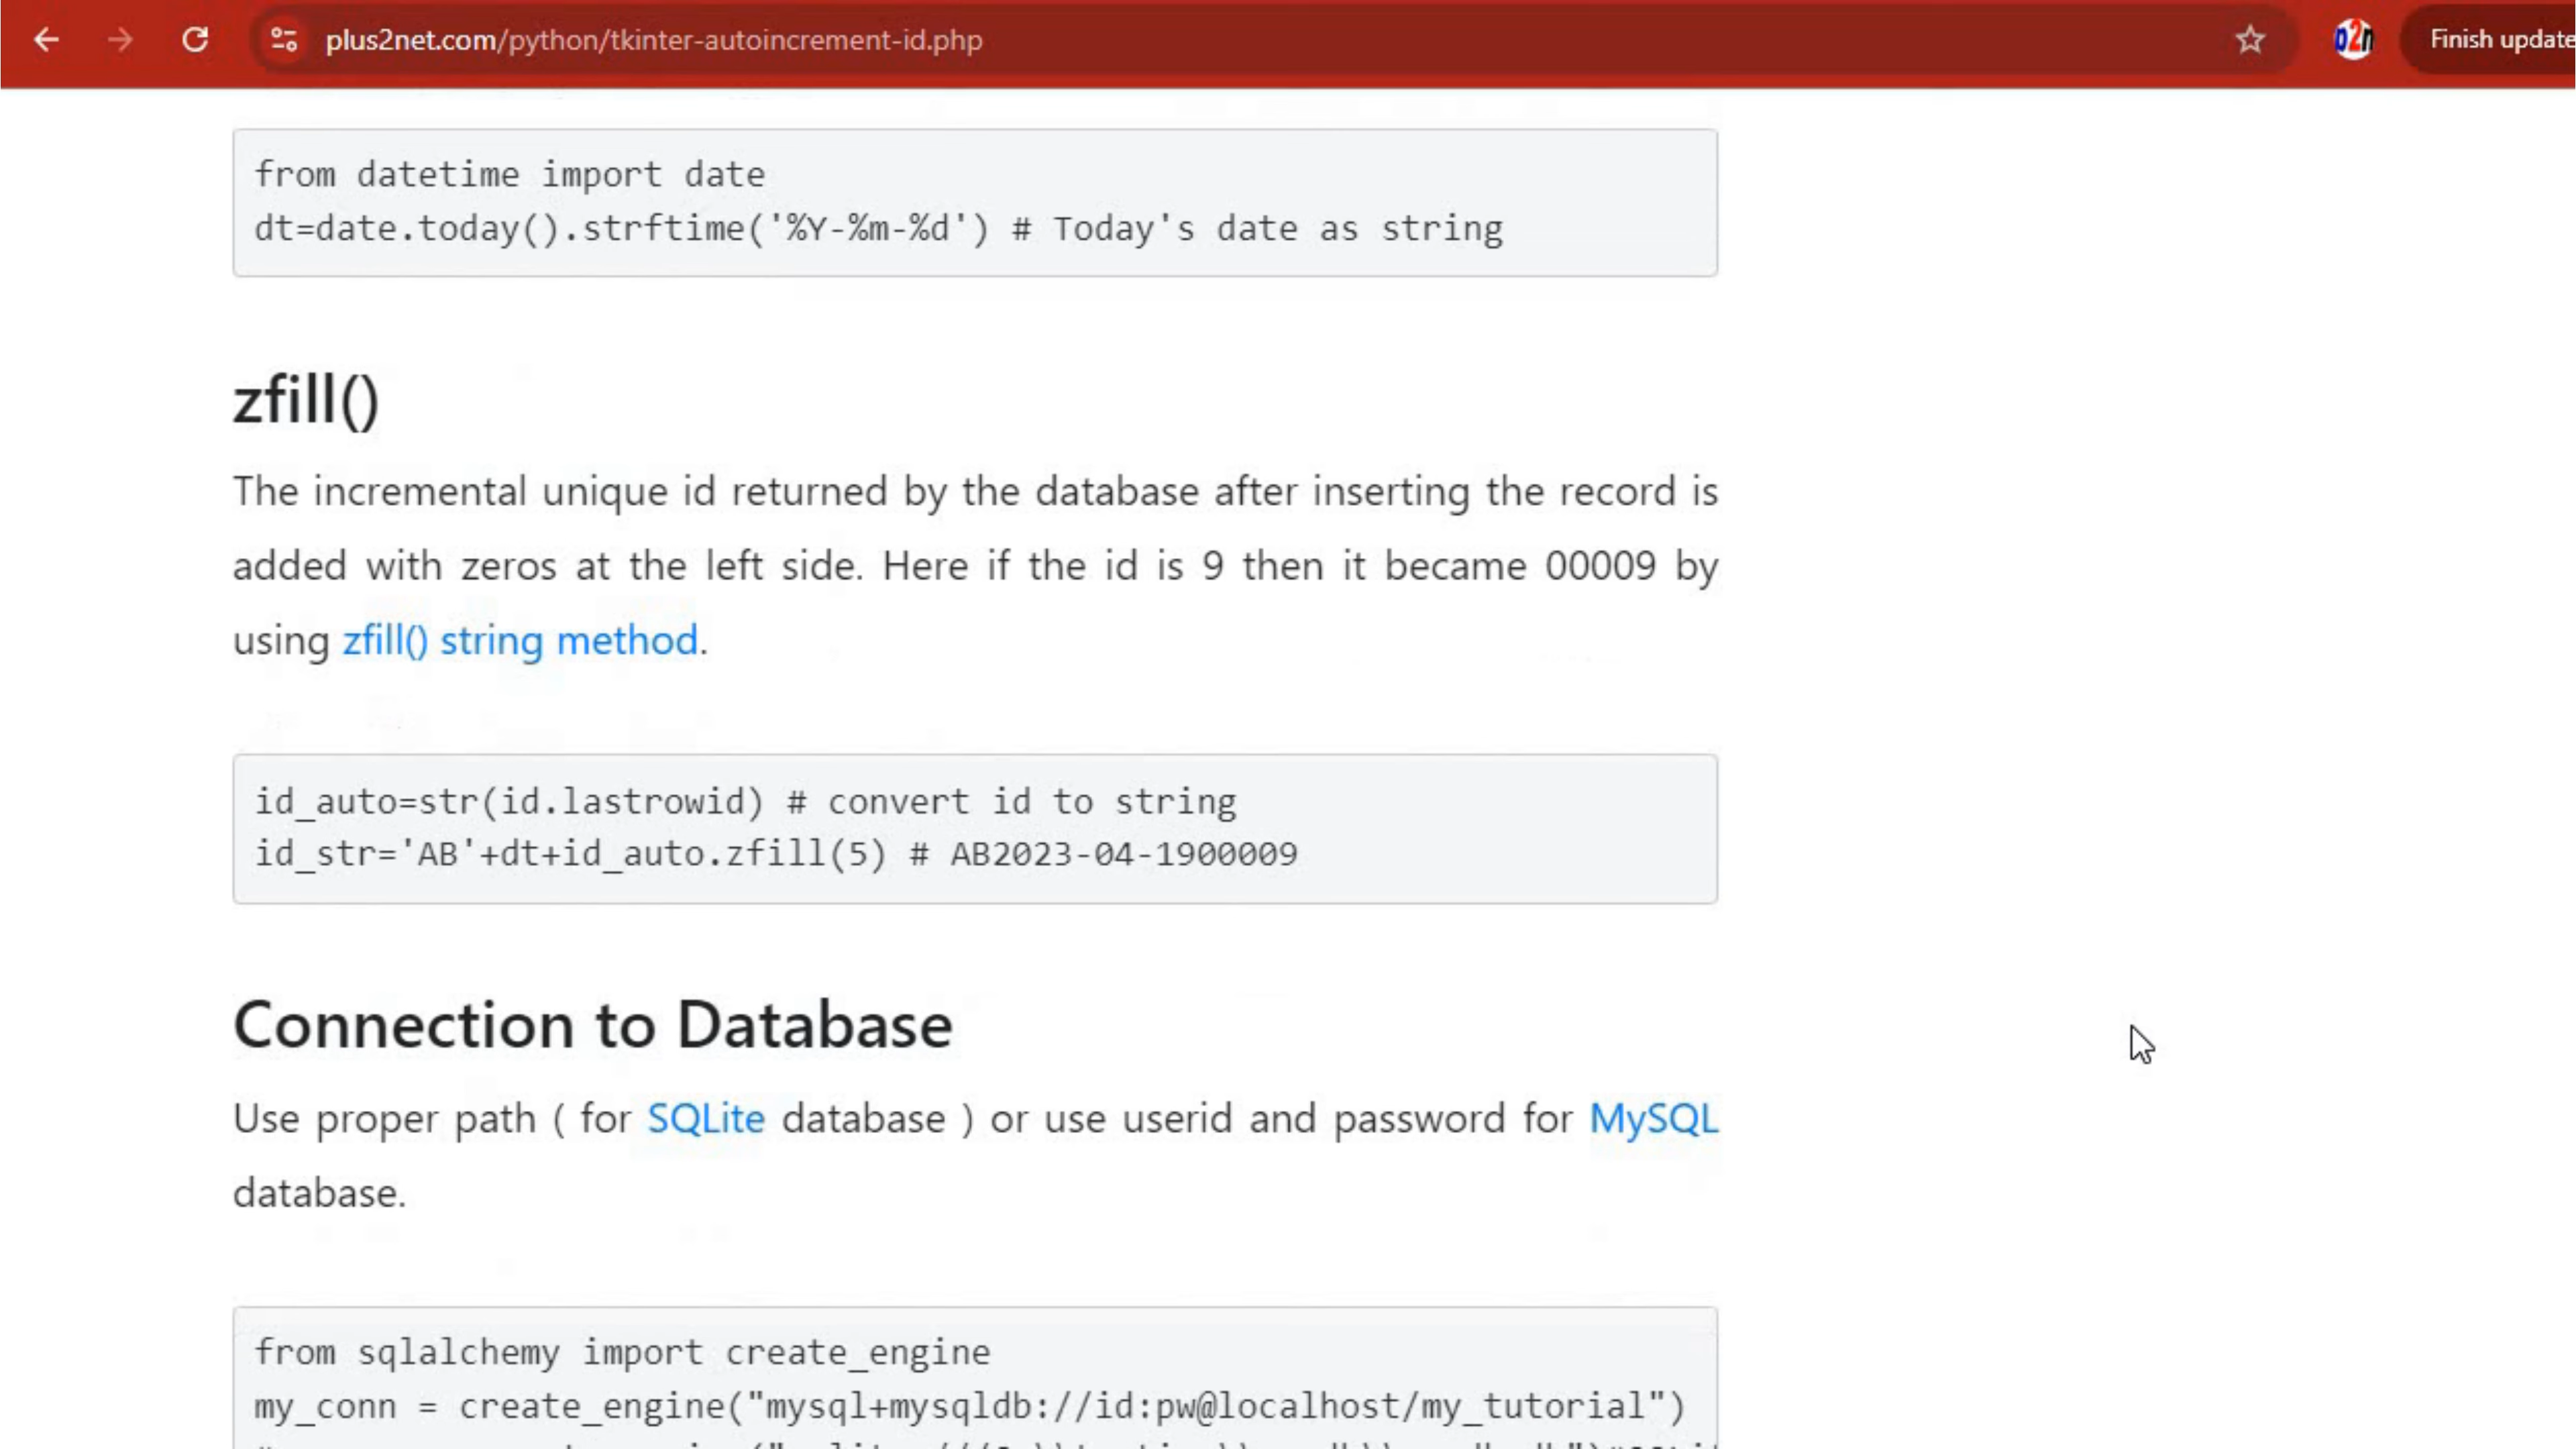 plus2net.com/python/tkinter-autoincrement-id.php
Finish update
from datetime import date
dt=date.today().strftime('%Y-%m-%d') # Today's date as string
zfill()
The incremental unique id returned by the database after inserting the record is
added with zeros at the left side. Here if the id is 9 then it became 00009 by
using zfill() string method.
id_auto=str(id.lastrowid) # convert id to string
id_str='AB'+dt+id_auto.zfill(5) # AB2023-04-1900009
Connection to Database
Use proper path ( for SQLite database ) or use userid and password for MySQL
database.
from sqlalchemy import create_engine
my_conn = create_engine("mysql+mysqldb://id:pw@localhost/my_tutorial")